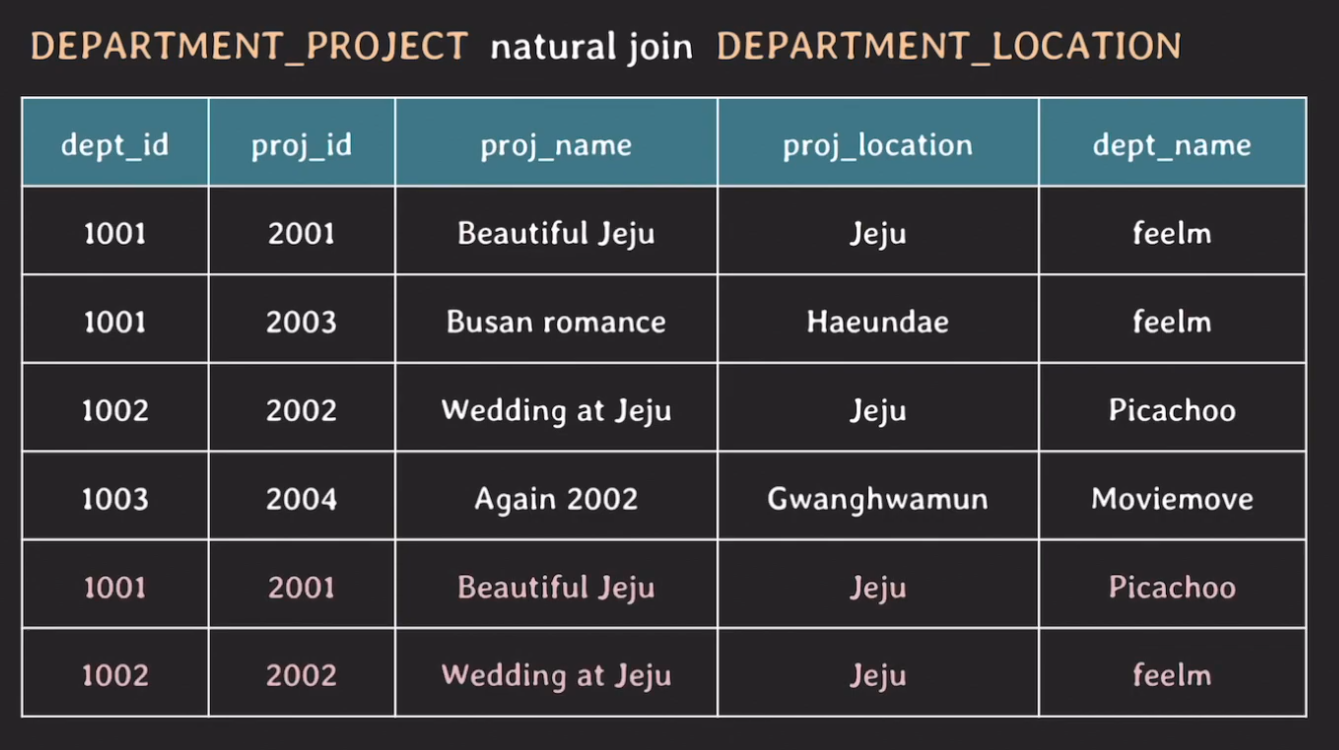 DEPARTMENT_PROJECT natural join DEPARTMENT_LOCATION
dept_id proj_id proj_name proj_location dept_name
1001 2001 Beautiful Jeju Jeju feelm
1001 2003 Busan romance Haeundae feelm
1002 2002 Wedding at Jeju Jeju Picachoo
1003 2004 Again 2002 Gwanghwamun Moviemove
1001 2001 Beautiful Jeju Jeju Picachoo
1002 2002 Wedding at Jeju Jeju feelm